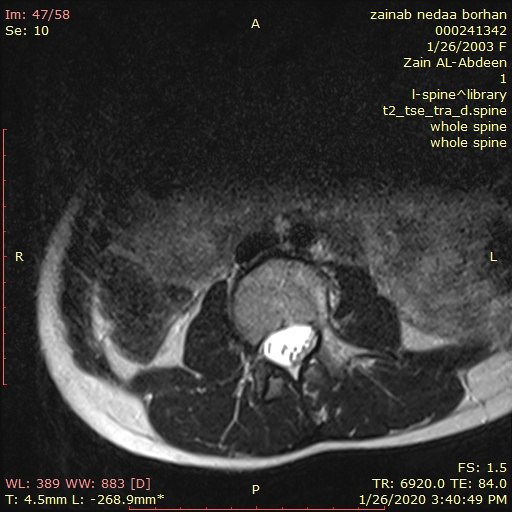 Im: 47/58
Se: 10
A
zainab nedaa borhan
000241342
1/26/2003 F
Zain AL-Abdeen
1
l-spine^library
t2_tse_tra_d.spine
whole spine
whole spine
R
L
WL: 389 WW: 883 [D]
T: 4.5mm L: -268.9mm*
P
FS: 1.5
TR: 6920.0 TE: 84.0
1/26/2020 3:40:49 PM